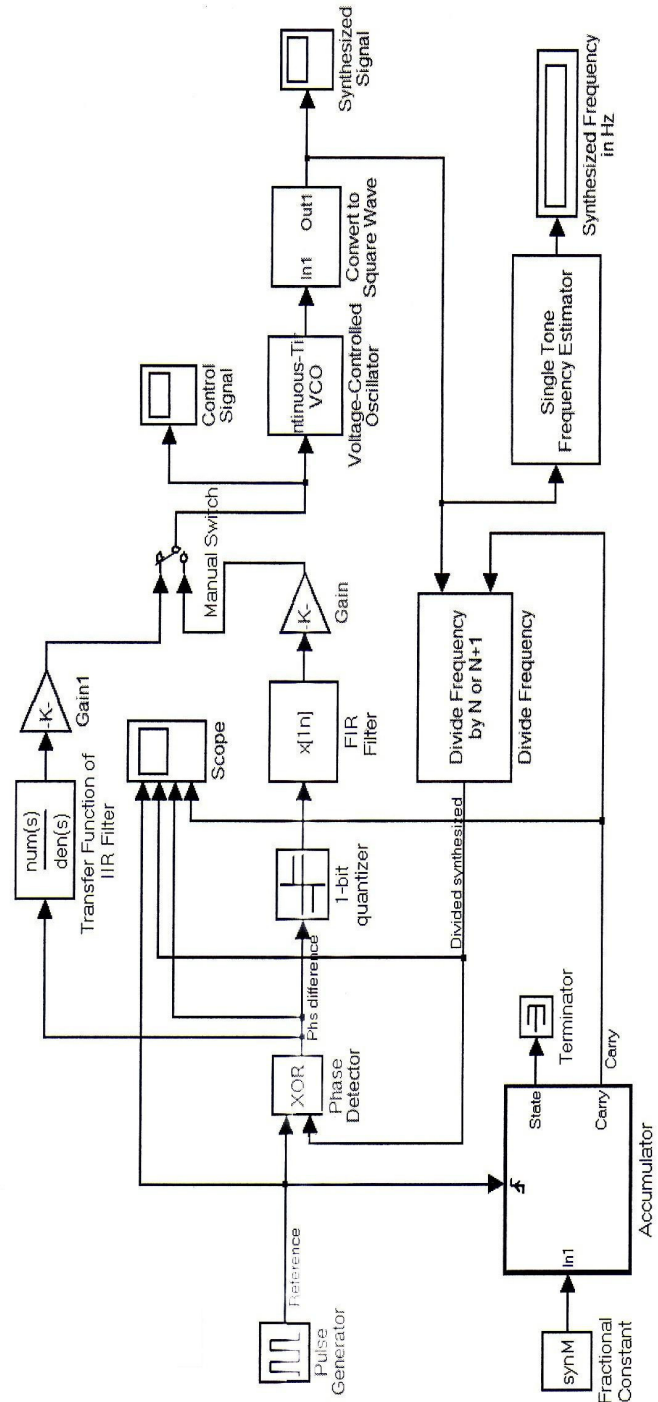 num(s)
den(s)
Transfer Function of
IIR Filter
-K-
Gain1
Scope
Manual Switch
Control
Signal
ntinuous-Tir
VCO
Voltage-Controlled
Oscillator
In1
Out1
Convert to
Square Wave
Synthesized
Signal
Pulse
Generator
Reference
XOR
Phase
Detector
Phs difference
1-bit
quantizer
x[1n]
FIR
Filter
-K-
Gain
Divided synthesized
Divide Frequency
by N or N+1
Divide Frequency
Single Tone
Frequency Estimator
Synthesized Frequency
in Hz
synM
Fractional
Constant
In1
State
Carry
Accumulator
Terminator
Carry